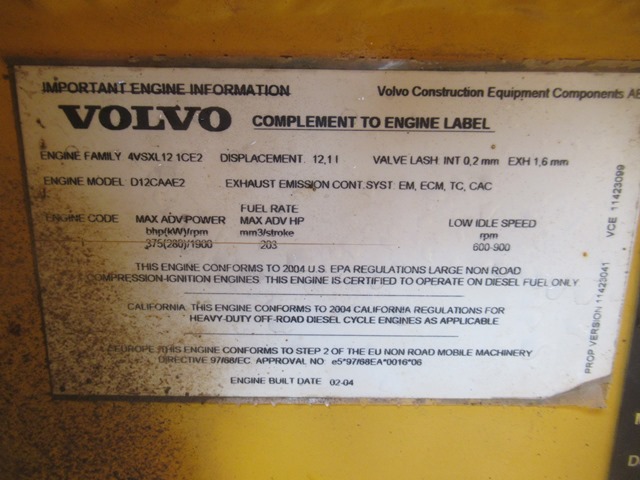 IMPORTANT ENGINE INFORMATION Volvo Construction Equipment Components AB
VOLVO COMPLEMENT TO ENGINE LABEL
ENGINE FAMILY 4VSXL12.1CE2 DISPLACEMENT. 12,1 l VALVE LASH INT 0,2 mm EXH 1,6 mm
ENGINE MODEL D12CAAE2 EXHAUST EMISSION CONT.SYST. EM, ECM, TC, CAC
ENGINE CODE MAX ADV/POWER FUEL RATE LOW IDLE SPEED
bhp(kW)/rpm MAX ADV HP rpm
375(280)/1900 mm3/stroke 600-900
203
THIS ENGINE CONFORMS TO 2004 U.S. EPA REGULATIONS LARGE NON ROAD
COMPRESSION-IGNITION ENGINES. THIS ENGINE IS CERTIFIED TO OPERATE ON DIESEL FUEL ONLY
CALIFORNIA. THIS ENGINE CONFORMS TO 2004 CALIFORNIA REGULATIONS FOR
HEAVY-DUTY OFF-ROAD DIESEL CYCLE ENGINES AS APPLICABLE
EUROPE. THIS ENGINE CONFORMS TO STEP 2 OF THE EU NON ROAD MOBILE MACHINERY
DIRECTIVE 97/68/EC APPROVAL NO e5*97/68EA*0016*06
ENGINE BUILT DATE 02-04
PROP VERSION 11423041 VCE 11423099